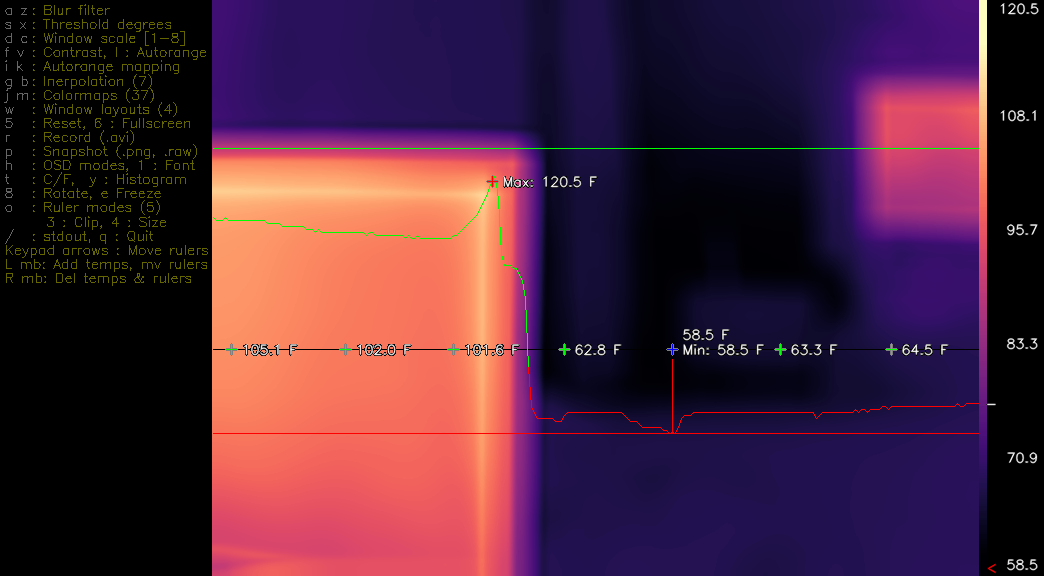 a z: Blur filter
s x: Threshold degrees
d c: Window scale [1-8]
f v: Contrast, l : Autorange
i k: Autorange mapping
g b: Inerpolation (7)
j m: Colormaps (37)
w : Window layouts (4)
5 : Reset, 6 : Fullscreen
r : Record (.avi)
p : Snapshot (.png, .raw)
h : OSD modes, 1 : Font
t : C/F, y : Histogram
8 : Rotate, e Freeze
o : Ruler modes (5)
3 : Clip, 4 : Size
/ : stdout, q : Quit
Keypad arrows : Move rulers
L mb: Add temps, mv rulers
R mb: Del temps & rulers
Max: 120.5 F
58.5 F
105.1 F
102.0 F
101.6 F
62.8 F
Min: 58.5 F
63.3 F
64.5 F
120.5
108.1
95.7
83.3
70.9
58.5
<